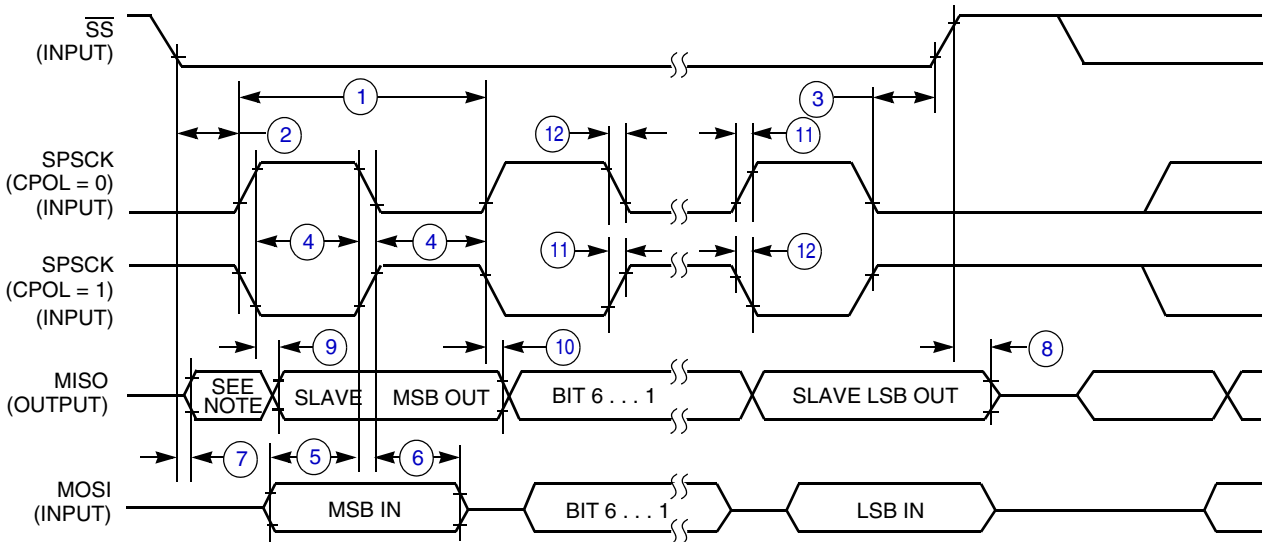 SS
(INPUT)
1
3
2
12
11
SPSCK
(CPOL = 0)
(INPUT)
4
4
SPSCK
(CPOL = 1)
(INPUT)
11
12
9
10
8
MISO
(OUTPUT)
SEE
NOTE
SLAVE
MSB OUT
BIT 6 . . . 1
SLAVE LSB OUT
7
5
6
MOSI
(INPUT)
MSB IN
BIT 6 . . . 1
LSB IN